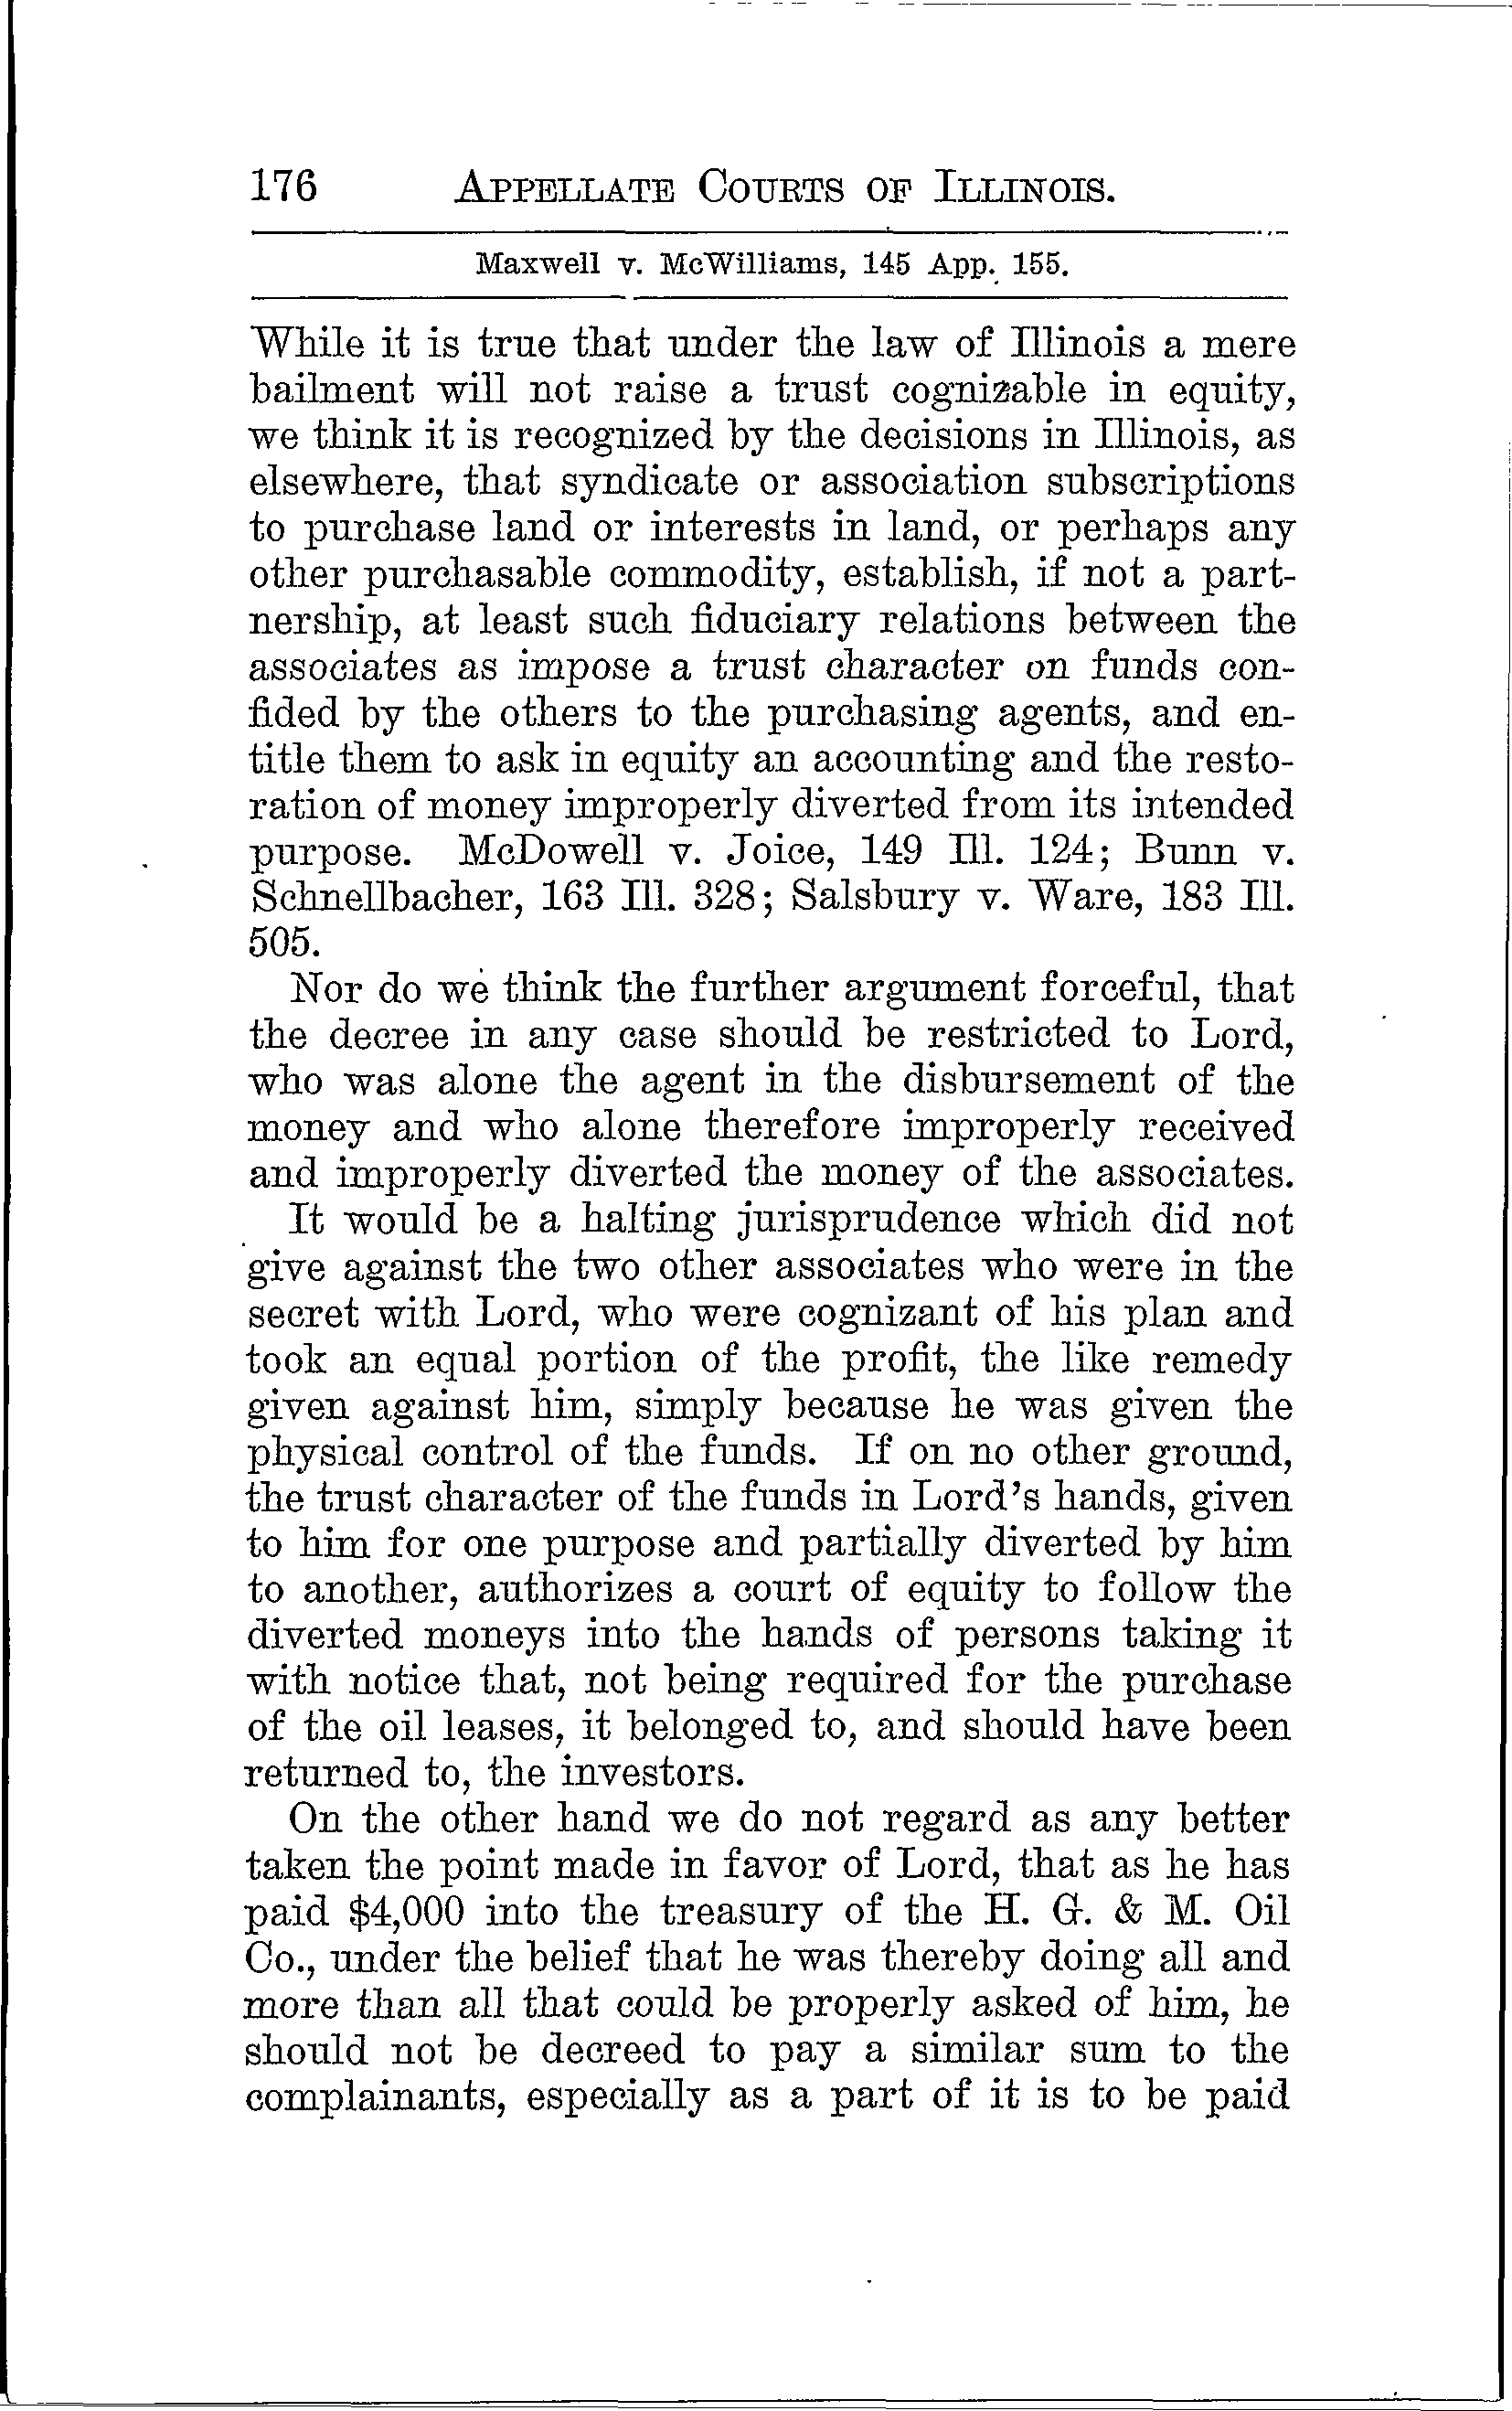 176 APPELLATE COURTS OF ILLINOIS.
Maxwell v. McWilliams, 145 App. 155.
While it is true that under the law of Illinois a mere
bailment will not raise a trust cognizable in equity,
we think it is recognized by the decisions in Illinois, as
elsewhere, that syndicate or association subscriptions
to purchase land or interests in land, or perhaps any
other purchasable commodity, establish, if not a part-
nership, at least such fiduciary relations between the
associates as impose a trust character on funds con-
fided by the others to the purchasing agents, and en-
title them to ask in equity an accounting and the resto-
ration of money improperly diverted from its intended
purpose. McDowell v. Joice, 149 Ill. 124; Bunn v.
Schnellbacher, 163 Ill. 328; Salsbury v. Ware, 183 Ill.
505.
Nor do we think the further argument forceful, that
the decree in any case should be restricted to Lord,
who was alone the agent in the disbursement of the
money and who alone therefore improperly received
and improperly diverted the money of the associates.
It would be a halting jurisprudence which did not
give against the two other associates who were in the
secret with Lord, who were cognizant of his plan and
took an equal portion of the profit, the like remedy
given against him, simply because he was given the
physical control of the funds. If on no other ground,
the trust character of the funds in Lord's hands, given
to him for one purpose and partially diverted by him
to another, authorizes a court of equity to follow the
diverted moneys into the hands of persons taking it
with notice that, not being required for the purchase
of the oil leases, it belonged to, and should have been
returned to, the investors.
On the other hand we do not regard as any better
taken the point made in favor of Lord, that as he has
paid $4,000 into the treasury of the H. G. & M. Oil
Co., under the belief that he was thereby doing all and
more than all that could be properly asked of him, he
should not be decreed to pay a similar sum to the
complainants, especially as a part of it is to be paid